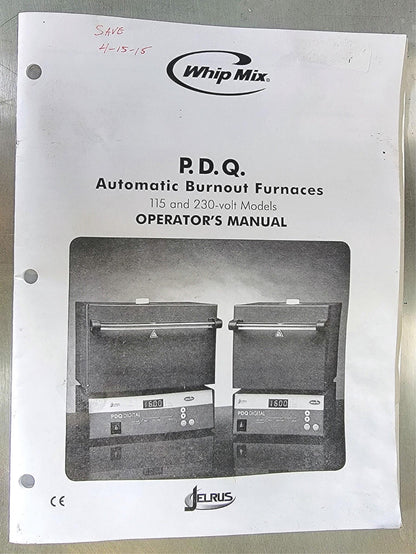 SAVE
4-15-15
Whip Mix®
P.D.Q.
Automatic Burnout Furnaces
115 and 230-volt Models
OPERATOR'S MANUAL
1600
PDQ DIGITAL
1600
PDQ DIGITAL
CE
JELRUS